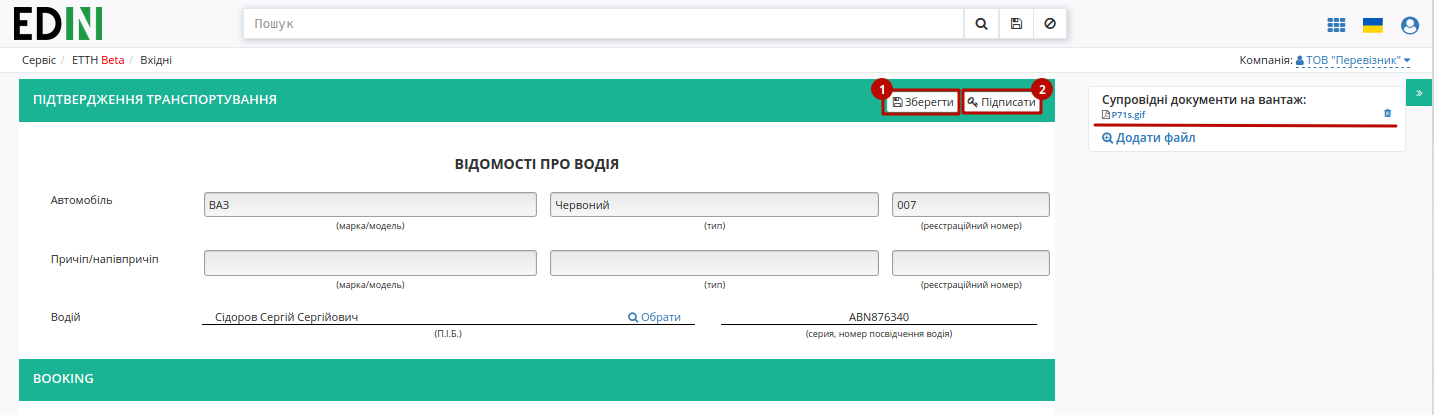 EDIN
Пошук
Сервіс / ЕТТН Beta / Вхідні
Компанія: ТОВ "Перевізник"
ПІДТВЕРДЖЕННЯ ТРАНСПОРТУВАННЯ
1
Зберегти
2
Підписати
»
Супровідні документи на вантаж:
P71s.gif
Додати файл
ВІДОМОСТІ ПРО ВОДІЯ
Автомобіль
ВАЗ
Червоний
007
(марка/модель)
(тип)
(реєстраційний номер)
Причіп/напівпричіп
(марка/модель)
(тип)
(реєстраційний номер)
Водій
Сідоров Сергій Сергійович
Обрати
ABN876340
(П.І.Б.)
(серия, номер посвідчення водія)
BOOKING